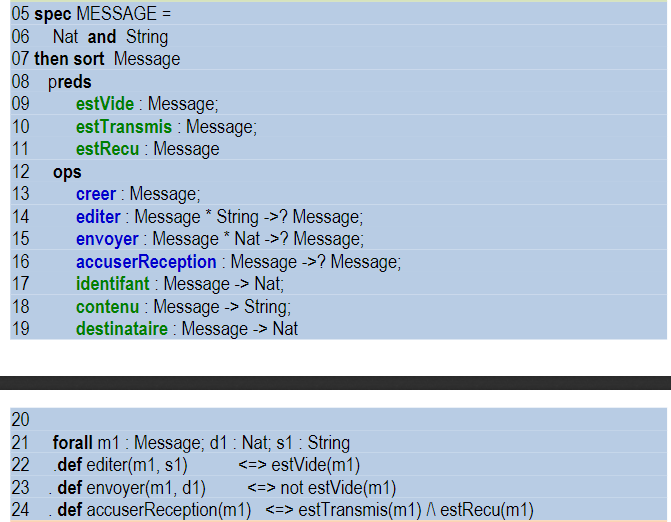 05 spec MESSAGE =
06 Nat and String
07 then sort Message
08 preds
09 estVide : Message;
10 estTransmis : Message;
11 estRecu : Message
12 ops
13 creer : Message;
14 editer : Message * String ->? Message;
15 envoyer : Message * Nat ->? Message;
16 accuserReception : Message ->? Message;
17 identifant : Message -> Nat;
18 contenu : Message -> String;
19 destinataire : Message -> Nat
20
21 forall m1 : Message; d1 : Nat; s1 : String
22 .def editer(m1, s1) <=> estVide(m1)
23 . def envoyer(m1, d1) <=> not estVide(m1)
24 . def accuserReception(m1) <=> estTransmis(m1) /\ estRecu(m1)